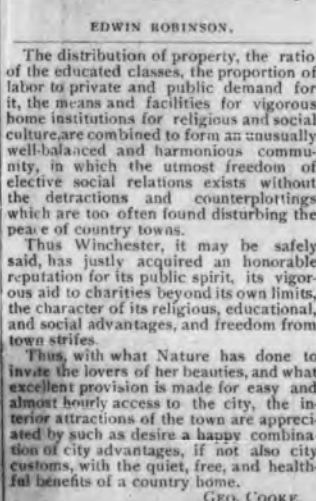 EDWIN ROBINSON.
The distribution of property, the ratio
of the educated classes, the proportion of
labor to private and public demand for
it, the means and facilities for vigorous
home institutions for religious and social
culture,are combined to form an unusually
well-balanced and harmonious commu-
nity, in which the utmost freedom of
elective social relations exists without
the detractions and counterplottings
which are too often found disturbing the
peace of country towns.
Thus Winchester, it may be safely
said, has justly acquired an honorable
reputation for its public spirit, its vigor-
ous aid to charities beyond its own limits,
the character of its religious, educational,
and social advantages, and freedom from
town strifes.
Thus, with what Nature has done to
invite the lovers of her beauties, and what
excellent provision is made for easy and
almost hourly access to the city, the in-
terior attractions of the town are appreci-
ated by such as desire a happy combina-
tion of city advantages, if not also city
customs, with the quiet, free, and health-
ful benefits of a country home.
GEO. COOKE